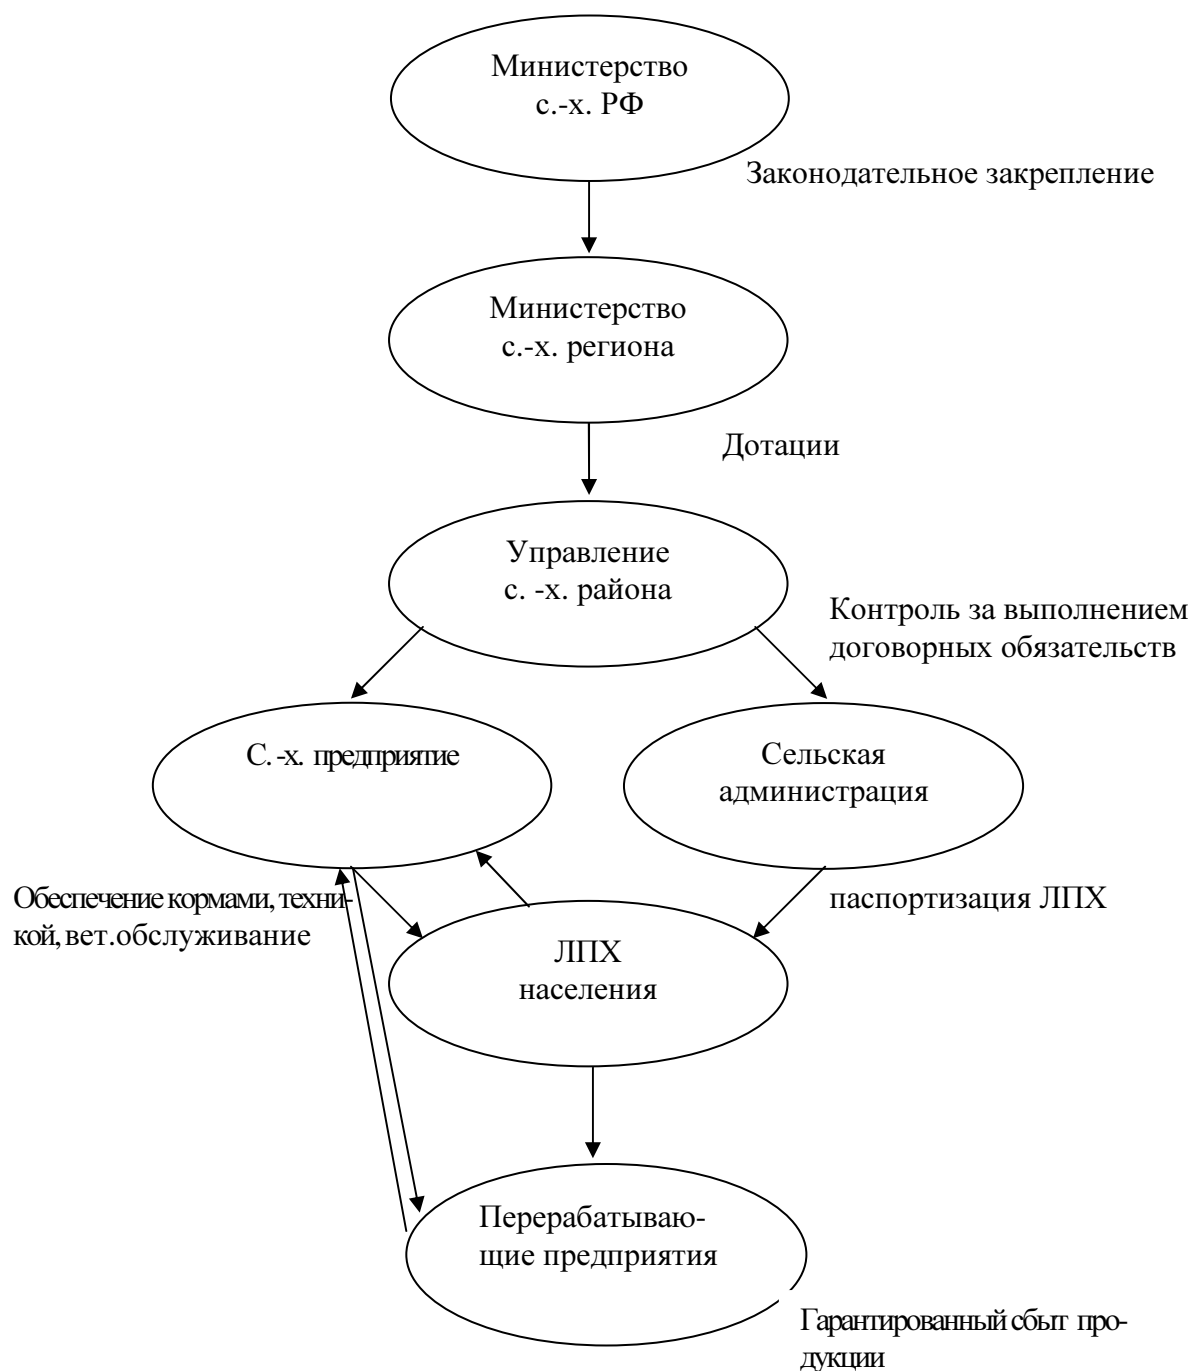 Министерство
с.-х. РФ
Законодательное закрепление
Министерство
с.-х. региона
Дотации
Управление
с. -х. района
Контроль за выполнением
договорных обязательств
С. -х. предприятие
Сельская
администрация
Обеспечение кормами, техни-
кой, вет.обслуживание
паспортизация ЛПХ
ЛПХ
населения
Перерабатываю-
щие предприятия
Гарантированный сбыт про-
дукции